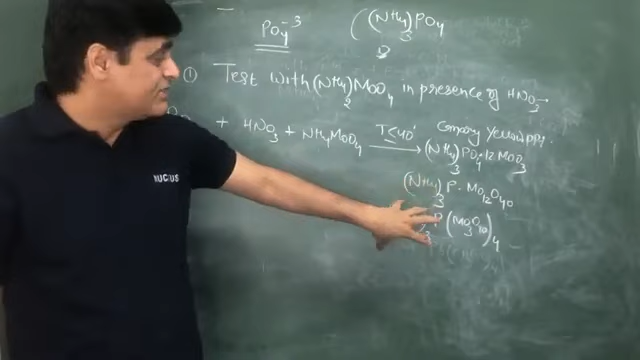 PO₄⁻³ ((NH₄)₃PO₄
① Test with (NH₄)₂MoO₄ in presence of HNO₃
+ HNO₃ + NH₄MoO₄ T≤40° Canary Yellow ppt.
(NH₄)₃PO₄·12MoO₃
(NH₄)₃P·Mo₁₂O₄₀
₃P(Mo₃O₁₀)₄
NUCLEUS